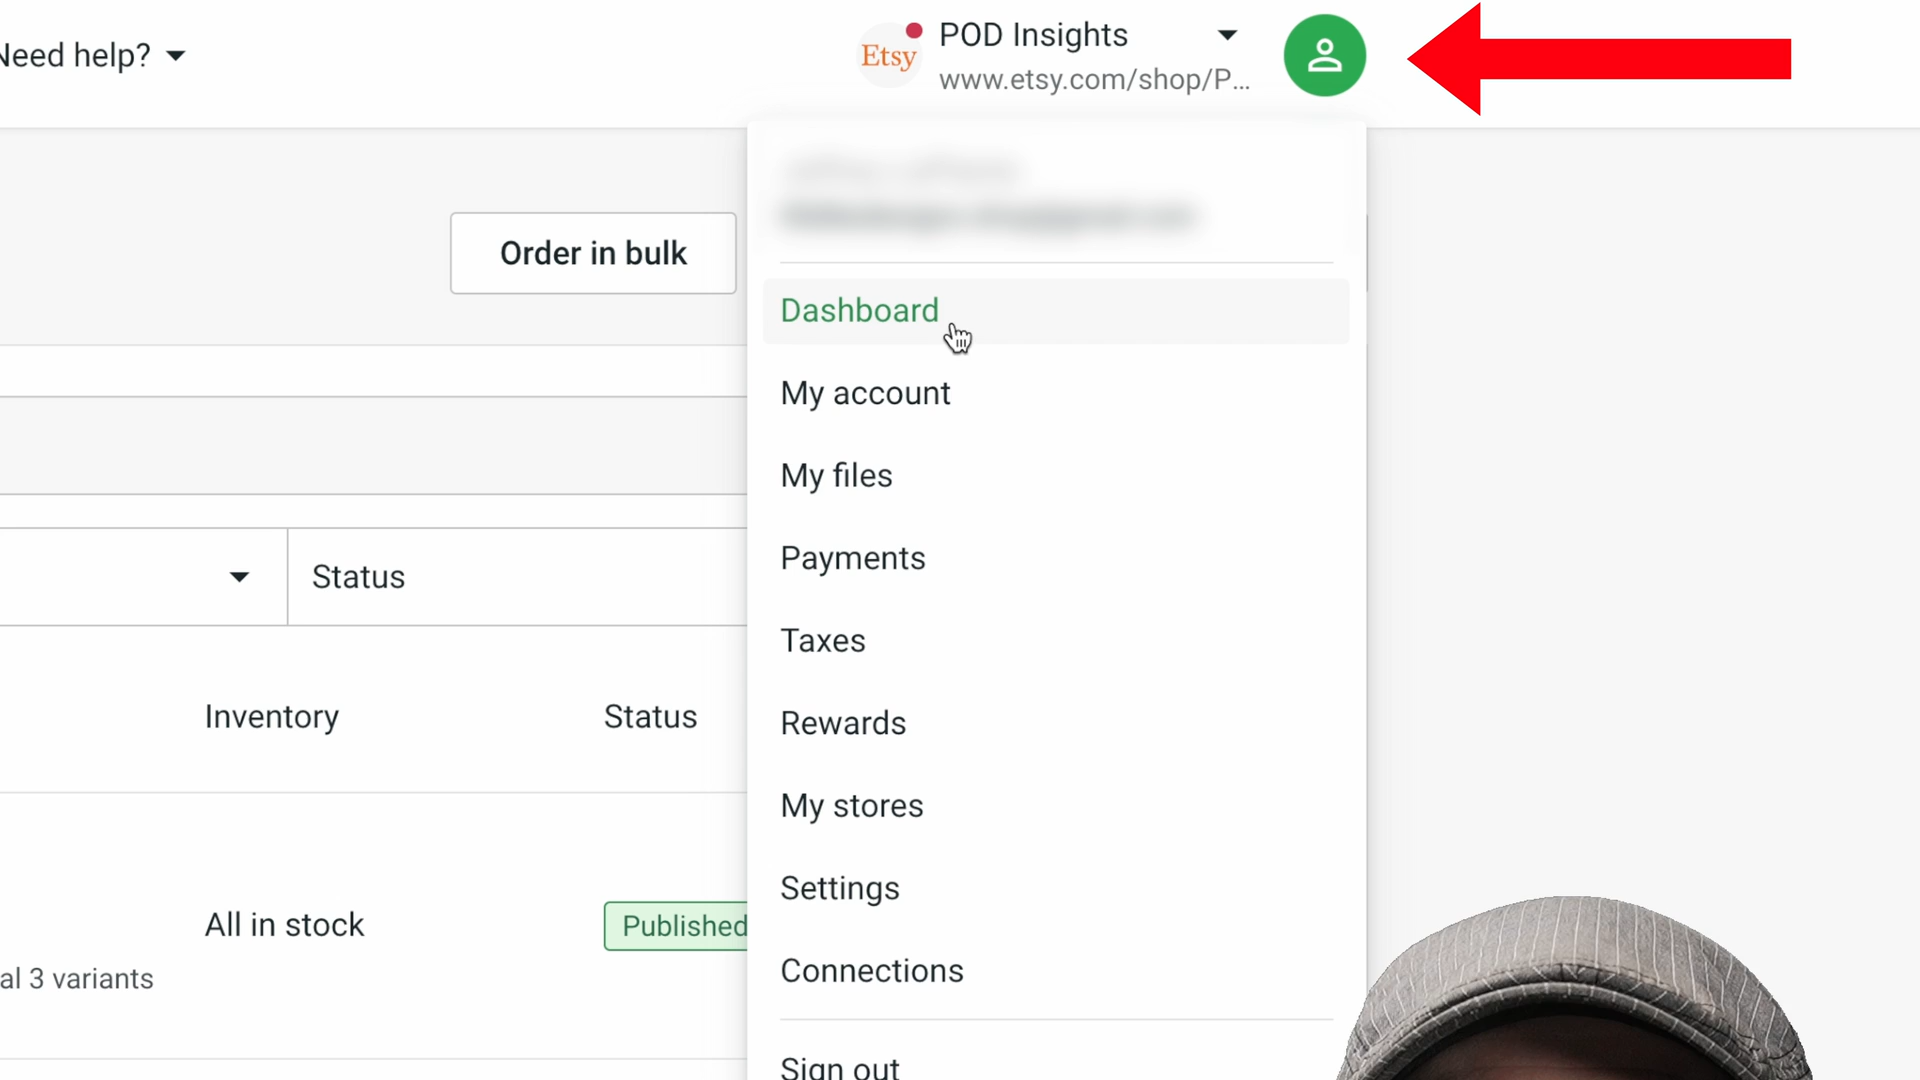 Need help?
Etsy
POD Insights
www.etsy.com/shop/P...
Order in bulk
Dashboard
My account
My files
Payments
Taxes
Rewards
My stores
Settings
Connections
Sign out
Status
Inventory
Status
All in stock
Published
al 3 variants